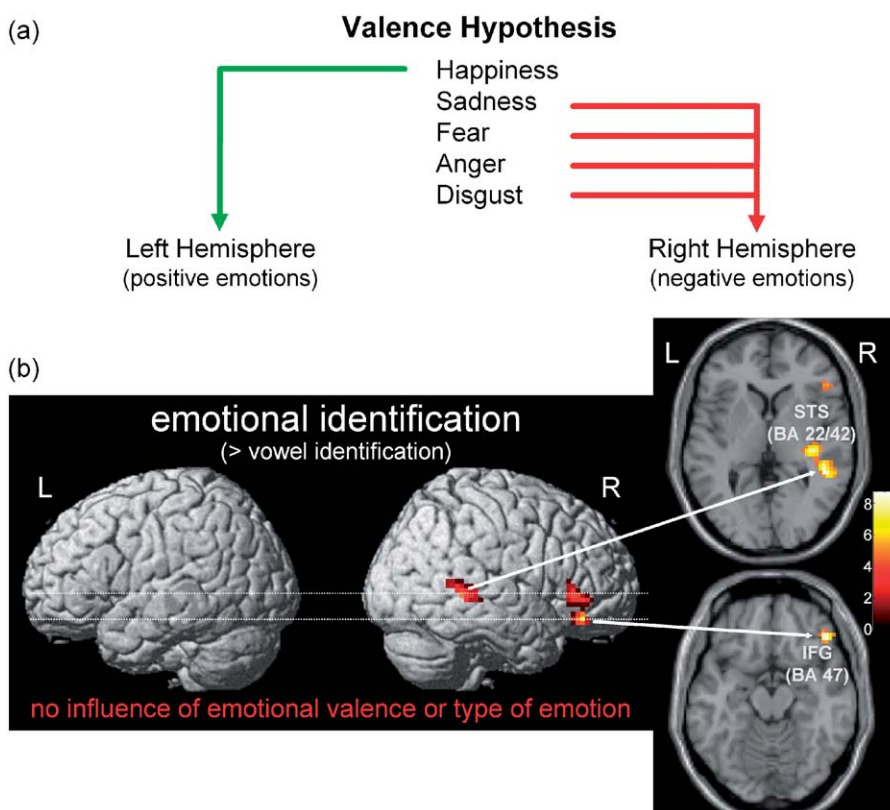 (a)
Valence Hypothesis
Happiness
Sadness
Fear
Anger
Disgust
Left Hemisphere
(positive emotions)
Right Hemisphere
(negative emotions)
(b)
emotional identification
(> vowel identification)
L
R
no influence of emotional valence or type of emotion
L
R
STS
(BA 22/42)
8
6
4
2
0
IFG
(BA 47)